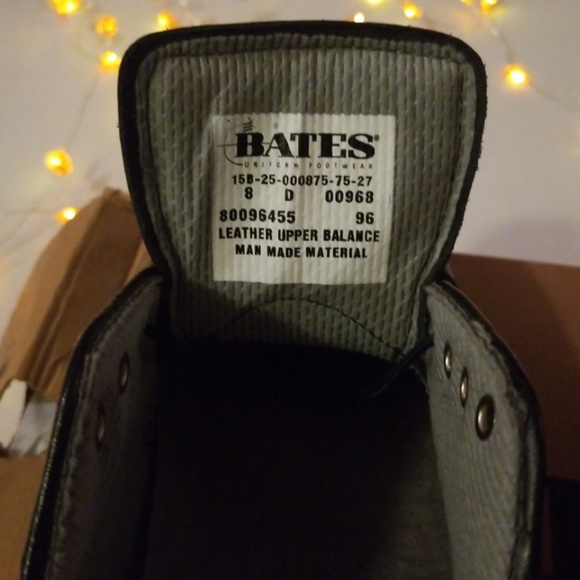 BATES®
UNIFORM FOOTWEAR
15B-25-000875-75-27
8 D 00968
80096455 96
LEATHER UPPER BALANCE
MAN MADE MATERIAL